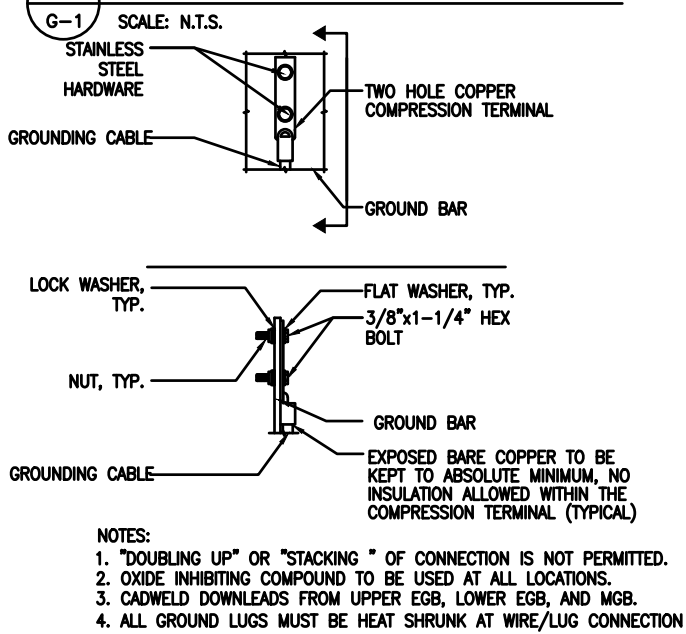 G-1
SCALE: N.T.S.
STAINLESS
STEEL
HARDWARE
TWO HOLE COPPER
COMPRESSION TERMINAL
GROUNDING CABLE
GROUND BAR
LOCK WASHER,
TYP.
FLAT WASHER, TYP.
3/8"x1-1/4" HEX
BOLT
NUT, TYP.
GROUND BAR
GROUNDING CABLE
EXPOSED BARE COPPER TO BE
KEPT TO ABSOLUTE MINIMUM, NO
INSULATION ALLOWED WITHIN THE
COMPRESSION TERMINAL (TYPICAL)
NOTES:
1. "DOUBLING UP" OR "STACKING " OF CONNECTION IS NOT PERMITTED.
2. OXIDE INHIBITING COMPOUND TO BE USED AT ALL LOCATIONS.
3. CADWELD DOWNLEADS FROM UPPER EGB, LOWER EGB, AND MGB.
4. ALL GROUND LUGS MUST BE HEAT SHRUNK AT WIRE/LUG CONNECTION